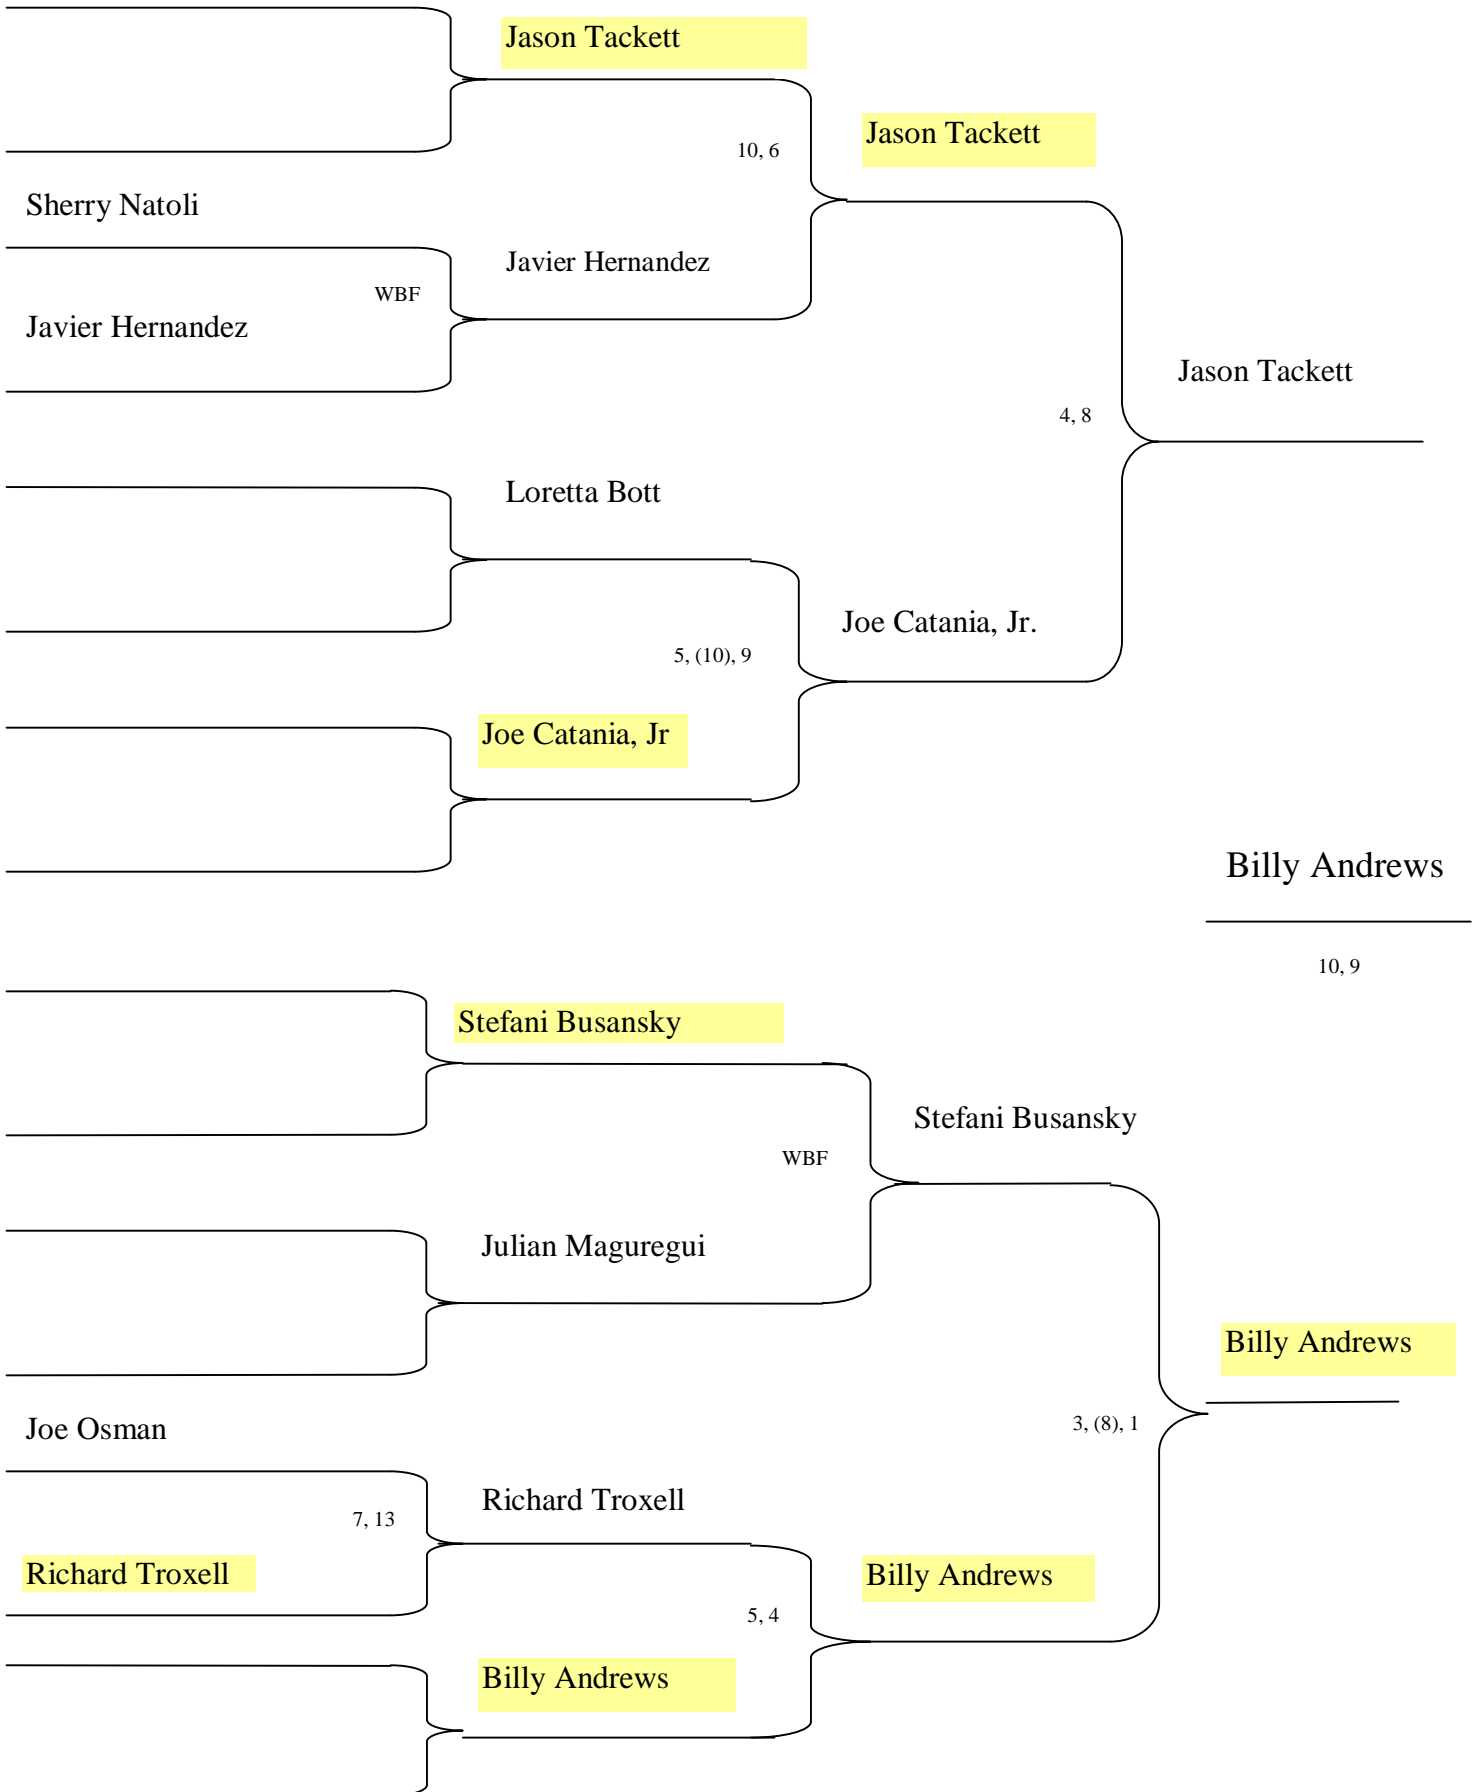 Jason Tackett
Jason Tackett
10, 6
Sherry Natoli
Javier Hernandez
WBF
Javier Hernandez
Jason Tackett
4, 8
Loretta Bott
Joe Catania, Jr.
5, (10), 9
Joe Catania, Jr
Billy Andrews
10, 9
Stefani Busansky
Stefani Busansky
WBF
Julian Maguregui
Billy Andrews
Joe Osman
3, (8), 1
Richard Troxell
7, 13
Richard Troxell
Billy Andrews
5, 4
Billy Andrews